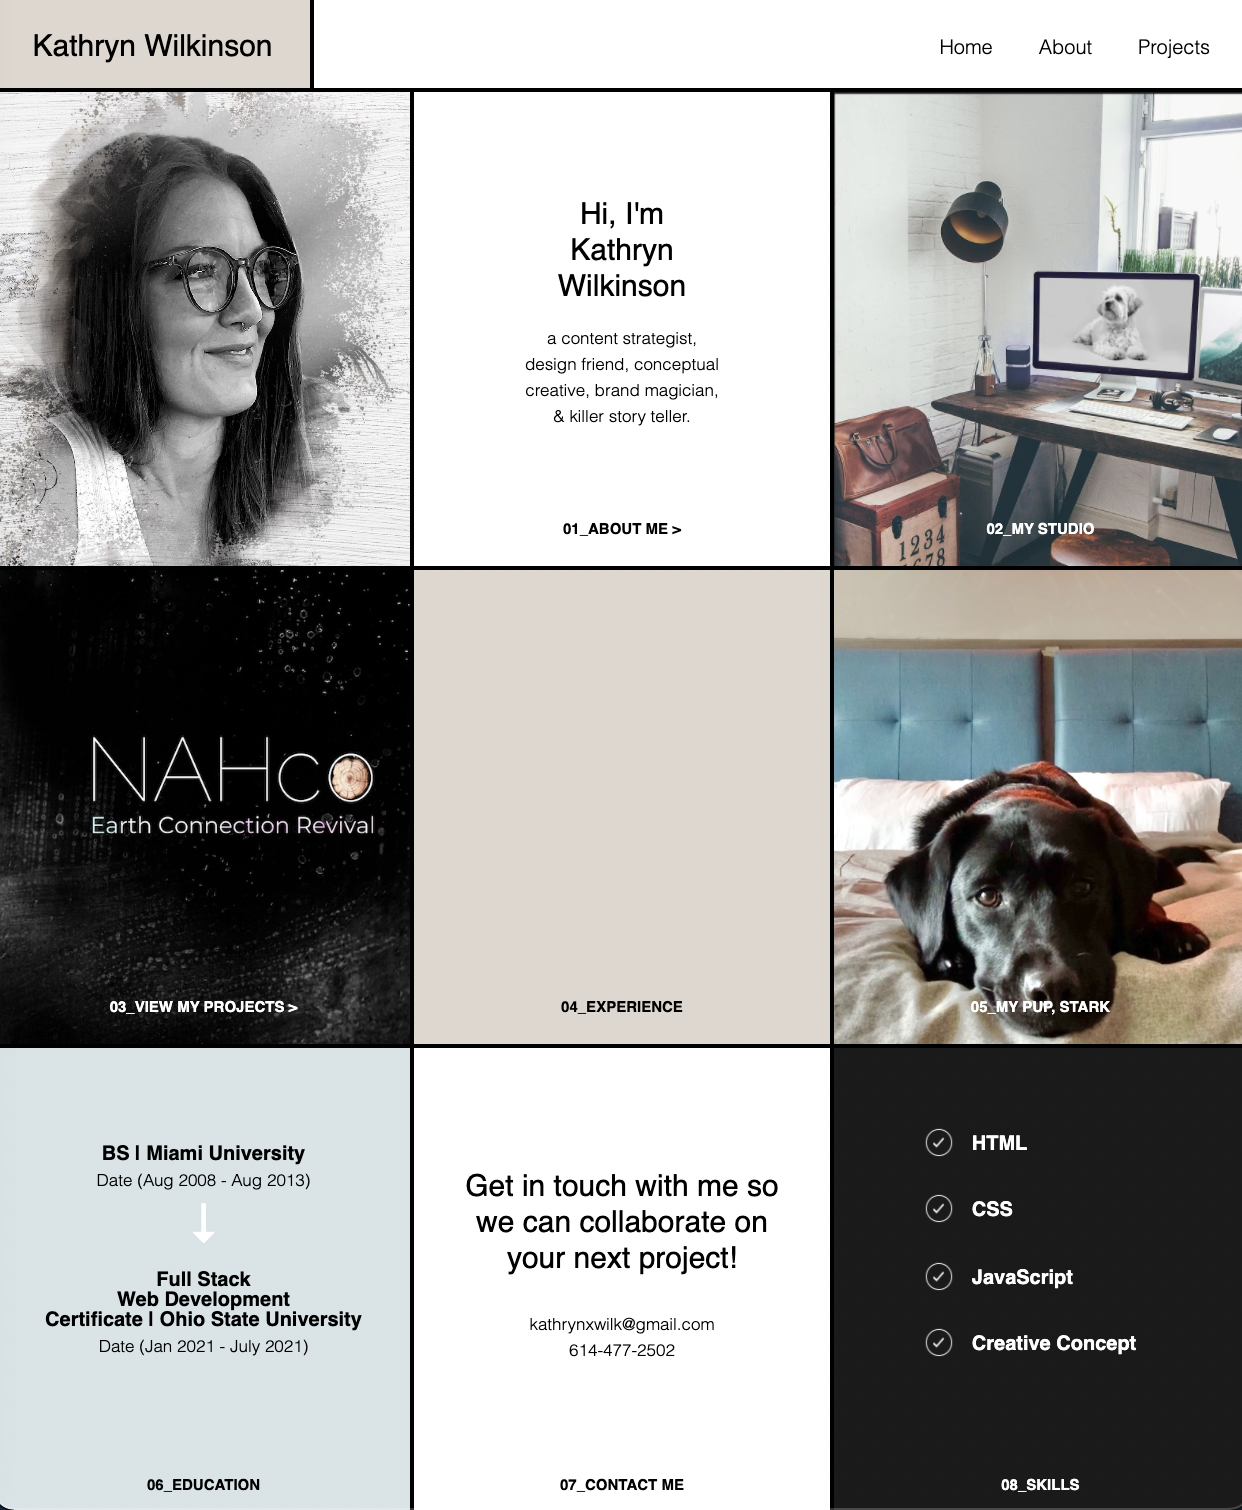 Kathryn Wilkinson
Home About Projects
Hi, I'm
Kathryn
Wilkinson
a content strategist,
design friend, conceptual
creative, brand magician,
& killer story teller.
01_ABOUT ME >
1234
5678
02_MY STUDIO
NAHco
Earth Connection Revival
03_VIEW MY PROJECTS >
04_EXPERIENCE
05_MY PUP, STARK
BS | Miami University
Date (Aug 2008 - Aug 2013)
Full Stack
Web Development
Certificate | Ohio State University
Date (Jan 2021 - July 2021)
06_EDUCATION
Get in touch with me so
we can collaborate on
your next project!
kathrynxwilk@gmail.com
614-477-2502
07_CONTACT ME
HTML
CSS
JavaScript
Creative Concept
08_SKILLS